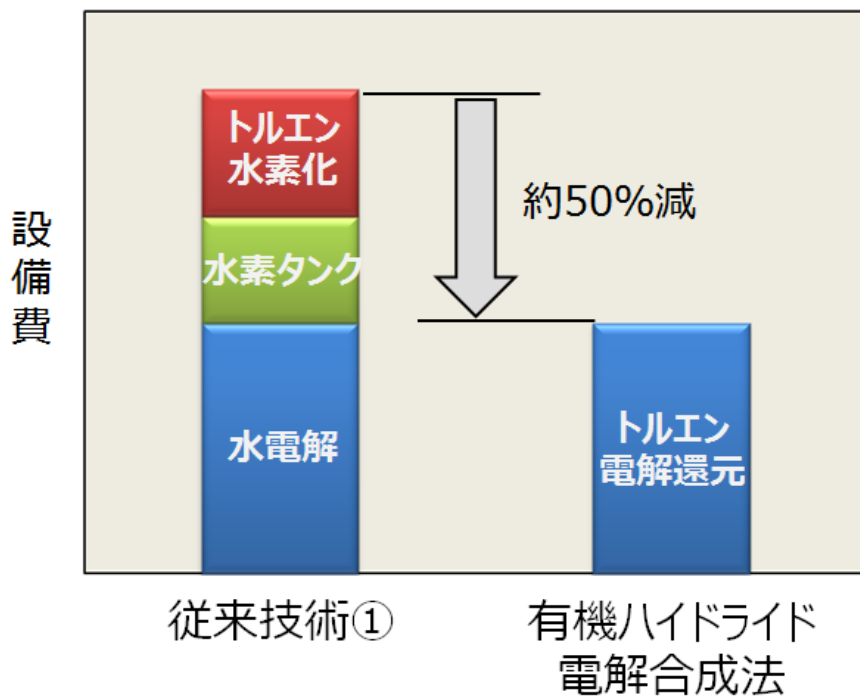 設備費
トルエン
水素化
水素タンク
水電解
約50%減
トルエン
電解還元
従来技術①
有機ハイドライド
電解合成法